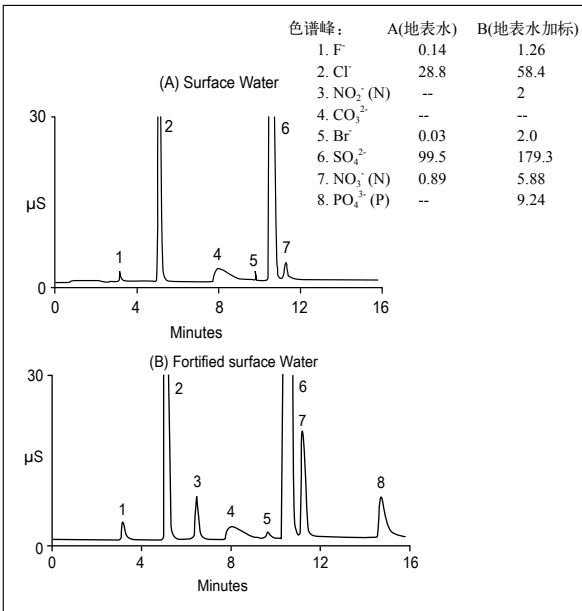 色谱峰： A(地表水) B(地表水加标)
1. F⁻ 0.14 1.26
2. Cl⁻ 28.8 58.4
3. NO₂⁻ (N) -- 2
4. CO₃²⁻ -- --
5. Br⁻ 0.03 2.0
6. SO₄²⁻ 99.5 179.3
7. NO₃⁻ (N) 0.89 5.88
8. PO₄³⁻ (P) -- 9.24
(A) Surface Water
30
µS
0
1
2
4
5
6
7
0 4 8 12 16
Minutes
(B) Fortified surface Water
30
µS
0
1
2
3
4
5
6
7
8
0 4 8 12 16
Minutes